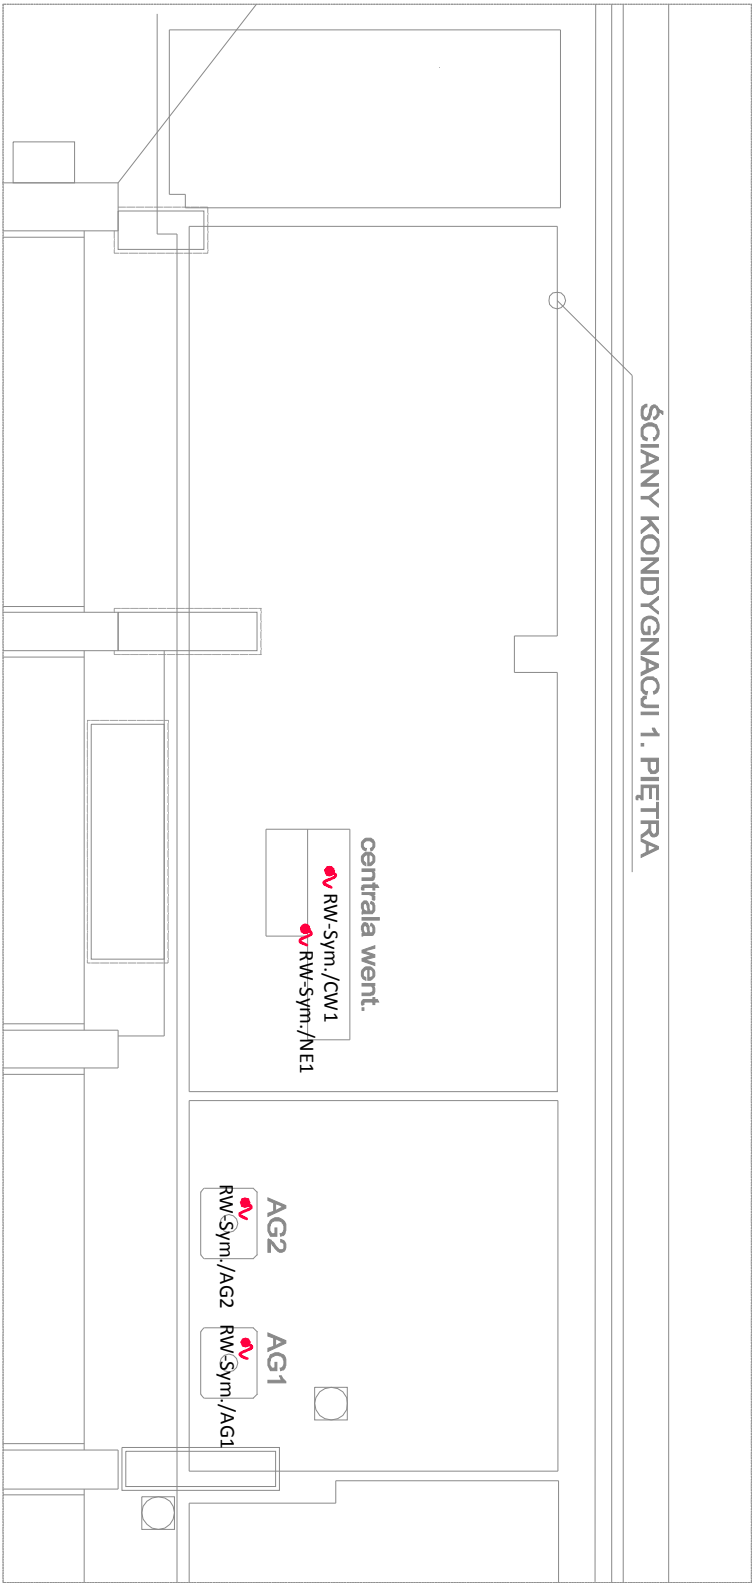 ŚCIANY KONDYGNACJI 1. PIĘTRA
centrala went.
RW-Sym./CW1
RW-Sym./NE1
AG2
RW-Sym./AG2
AG1
RW-Sym./AG1